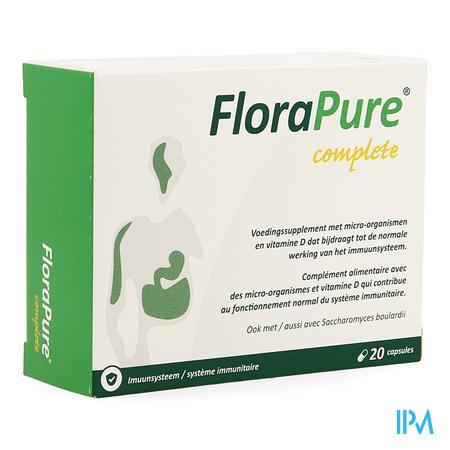 FloraPure®
complete
Voedingssupplement met micro-organismen
en vitamine D dat bijdraagt tot de normale
werking van het immuunsysteem.
Complément alimentaire avec
des micro-organismes et vitamine D qui contribue
au fonctionnement normal du système immunitaire.
Ook met / aussi avec Saccharomyces boulardii
Imuunsysteem / système immunitaire
20 capsules
FloraPure®
complete
IPM